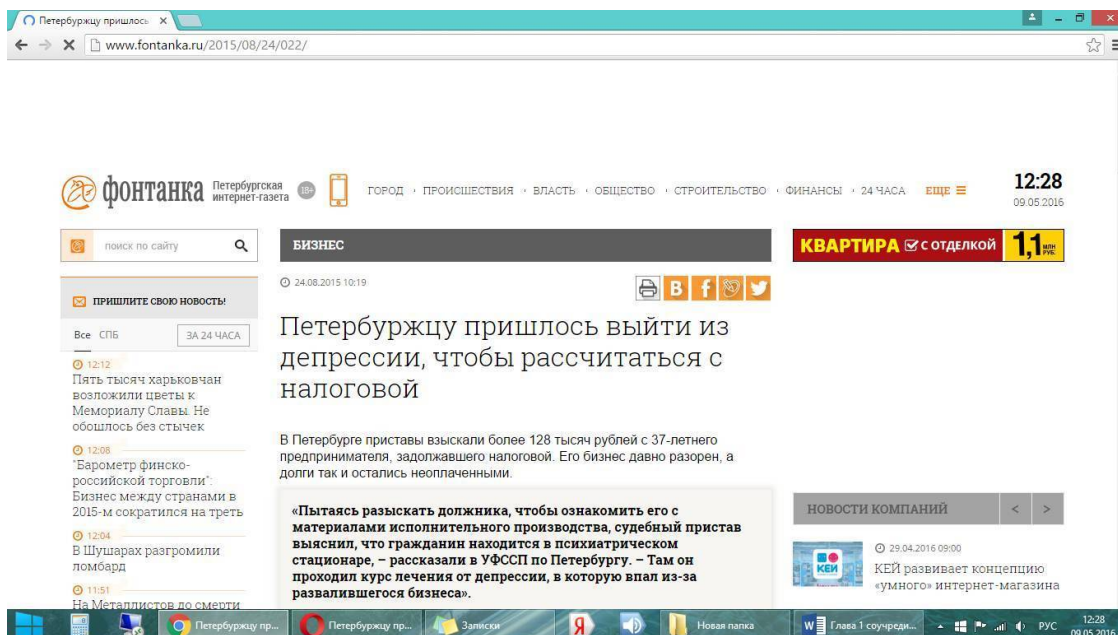 Петербуржцу пришлось
www.fontanka.ru/2015/08/24/022/
фонтанка
Петербургская
интернет-газета
18+
ГОРОД · ПРОИСШЕСТВИЯ · ВЛАСТЬ · ОБЩЕСТВО · СТРОИТЕЛЬСТВО · ФИНАНСЫ · 24 ЧАСА ЕЩЕ
12:28
09.05.2016
поиск по сайту
БИЗНЕС
КВАРТИРА С ОТДЕЛКОЙ 1,1 МЛН РУБ.
ПРИШЛИТЕ СВОЮ НОВОСТЬ!
Все СПБ ЗА 24 ЧАСА
12:12
Пять тысяч харьковчан
возложили цветы к
Мемориалу Славы. Не
обошлось без стычек
12:08
"Барометр финско-
российской торговли":
Бизнес между странами в
2015-м сократился на треть
12:04
В Шушарах разгромили
ломбард
11:51
На Металлистов до смерти
24.08.2015 10:19
Петербуржцу пришлось выйти из
депрессии, чтобы рассчитаться с
налоговой
В Петербурге приставы взыскали более 128 тысяч рублей с 37-летнего
предпринимателя, задолжавшего налоговой. Его бизнес давно разорен, а
долги так и остались неоплаченными.
«Пытаясь разыскать должника, чтобы ознакомить его с
материалами исполнительного производства, судебный пристав
выяснил, что гражданин находится в психиатрическом
стационаре, – рассказали в УФССП по Петербургу. – Там он
проходил курс лечения от депрессии, в которую впал из-за
развалившегося бизнеса».
НОВОСТИ КОМПАНИЙ < >
КЕЙ
29.04.2016 09:00
КЕЙ развивает концепцию
«умного» интернет-магазина
Петербуржцу пр... Петербуржцу пр... Записки Новая папка Глава 1 соучреди... РУС 12:28
09.05.2016